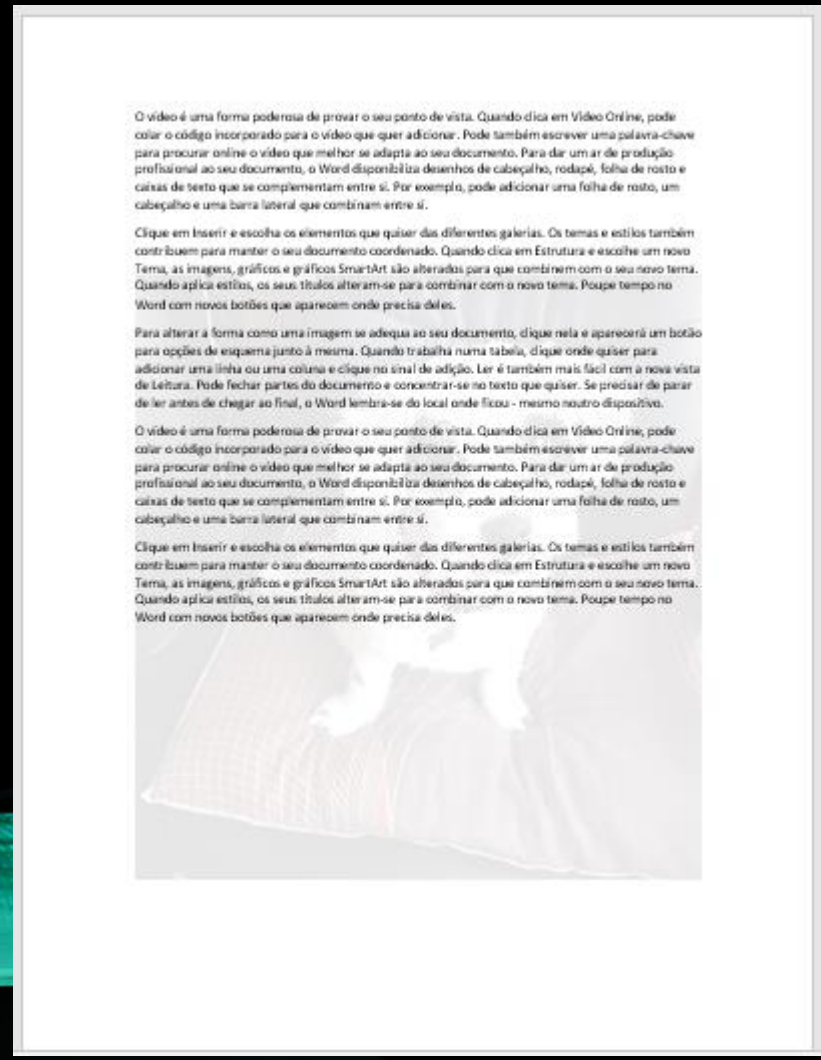 O vídeo é uma forma poderosa de provar o seu ponto de vista. Quando clica em Vídeo Online, pode
colar o código incorporado para o vídeo que quer adicionar. Pode também escrever uma palavra-chave
para procurar online o vídeo que melhor se adapta ao seu documento. Para dar um ar de produção
profissional ao seu documento, o Word disponibiliza desenhos de cabeçalho, rodapé, folha de rosto e
caixas de texto que se complementam entre si. Por exemplo, pode adicionar uma folha de rosto, um
cabeçalho e uma barra lateral que combinam entre si.
Clique em Inserir e escolha os elementos que quiser das diferentes galerias. Os temas e estilos também
contribuem para manter o seu documento coordenado. Quando clica em Estrutura e escolhe um novo
Tema, as imagens, gráficos e gráficos SmartArt são alterados para que combinem com o seu novo tema.
Quando aplica estilos, os seus títulos alteram-se para combinar com o novo tema. Poupe tempo no
Word com novos botões que aparecem onde precisa deles.
Para alterar a forma como uma imagem se adequa ao seu documento, clique nela e aparecerá um botão
para opções de esquema junto à mesma. Quando trabalha numa tabela, clique onde quiser para
adicionar uma linha ou uma coluna e clique no sinal de adição. Ler é também mais fácil com a nova vista
de Leitura. Pode fechar partes do documento e concentrar-se no texto que quiser. Se precisar de parar
de ler antes de chegar ao final, o Word lembra-se do local onde ficou - mesmo noutro dispositivo.
O vídeo é uma forma poderosa de provar o seu ponto de vista. Quando clica em Vídeo Online, pode
colar o código incorporado para o vídeo que quer adicionar. Pode também escrever uma palavra-chave
para procurar online o vídeo que melhor se adapta ao seu documento. Para dar um ar de produção
profissional ao seu documento, o Word disponibiliza desenhos de cabeçalho, rodapé, folha de rosto e
caixas de texto que se complementam entre si. Por exemplo, pode adicionar uma folha de rosto, um
cabeçalho e uma barra lateral que combinam entre si.
Clique em Inserir e escolha os elementos que quiser das diferentes galerias. Os temas e estilos também
contribuem para manter o seu documento coordenado. Quando clica em Estrutura e escolhe um novo
Tema, as imagens, gráficos e gráficos SmartArt são alterados para que combinem com o seu novo tema.
Quando aplica estilos, os seus títulos alteram-se para combinar com o novo tema. Poupe tempo no
Word com novos botões que aparecem onde precisa deles.